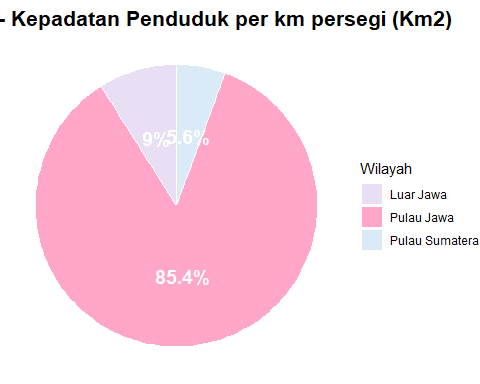 - Kepadatan Penduduk per km persegi (Km2)
9%
5.6%
85.4%
Wilayah
Luar Jawa
Pulau Jawa
Pulau Sumatera